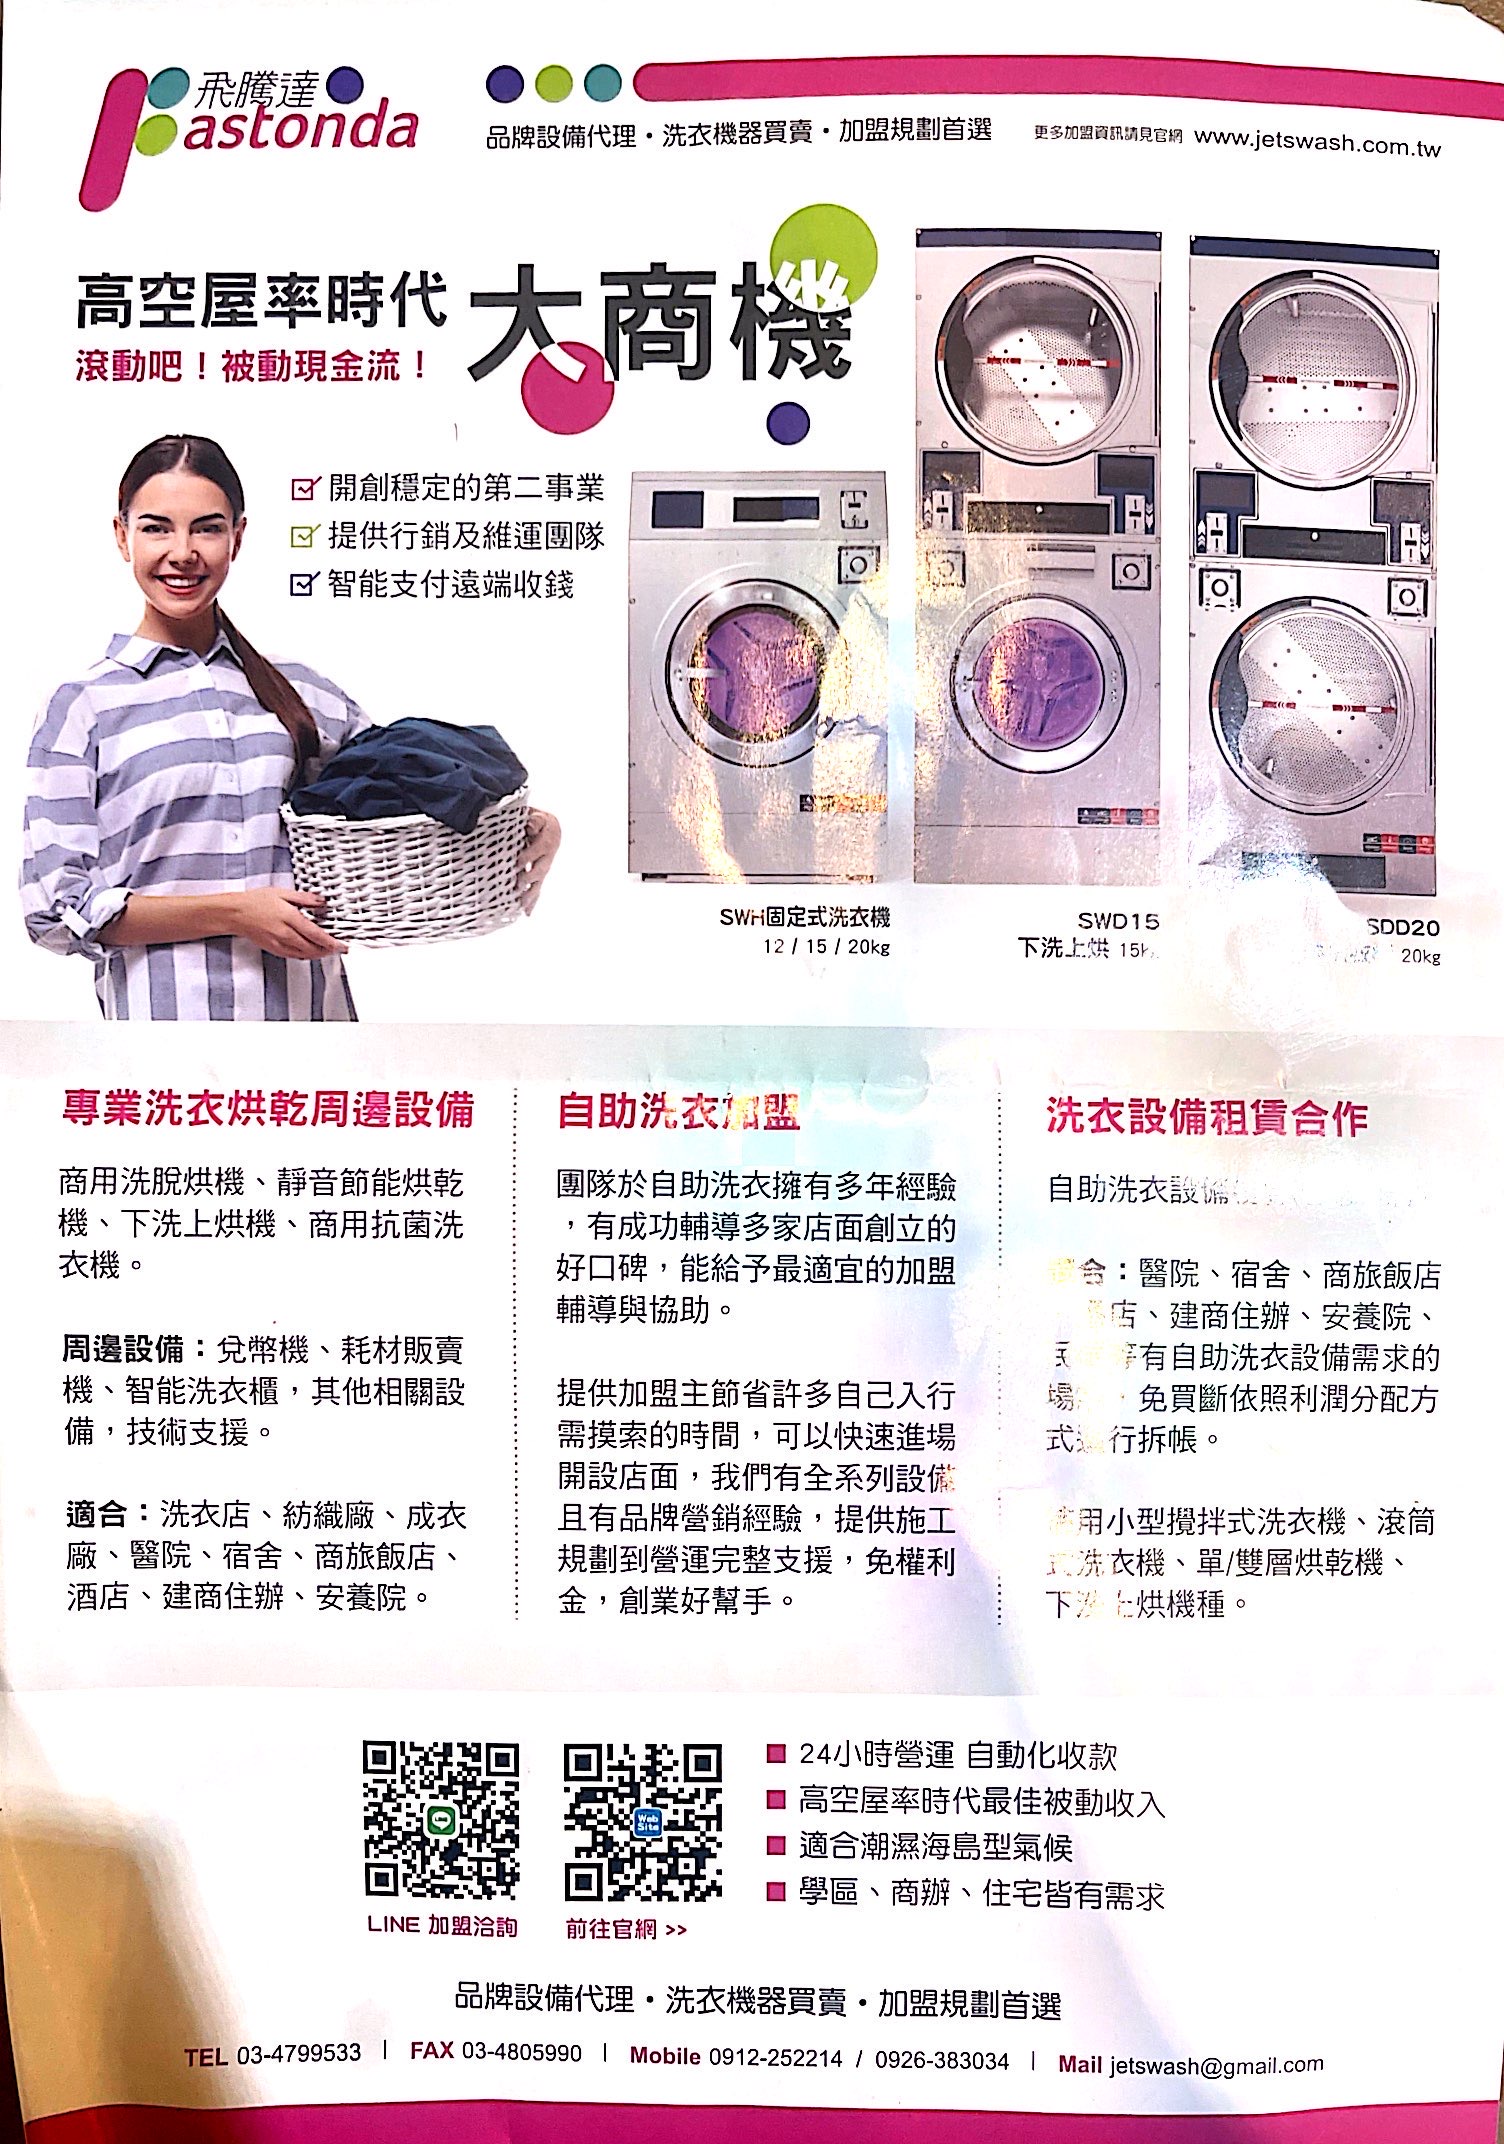 飛騰達
astonda
品牌設備代理・洗衣機器買賣・加盟規劃首選
更多加盟資訊請見官網 www.jetswash.com.tw
高空屋率時代 大商機
滾動吧！被動現金流！
開創穩定的第二事業
提供行銷及維運團隊
智能支付遠端收錢
SWH固定式洗衣機
12 / 15 / 20kg
SWD15
下洗上烘 15k
SDD20
20kg
專業洗衣烘乾周邊設備
商用洗脫烘機、靜音節能烘乾
機、下洗上烘機、商用抗菌洗
衣機。
周邊設備：兌幣機、耗材販賣
機、智能洗衣櫃，其他相關設
備，技術支援。
適合：洗衣店、紡織廠、成衣
廠、醫院、宿舍、商旅飯店、
酒店、建商住辦、安養院。
自助洗衣加盟
團隊於自助洗衣擁有多年經驗
，有成功輔導多家店面創立的
好口碑，能給予最適宜的加盟
輔導與協助。
提供加盟主節省許多自己入行
需摸索的時間，可以快速進場
開設店面，我們有全系列設備
且有品牌營銷經驗，提供施工
規劃到營運完整支援，免權利
金，創業好幫手。
洗衣設備租賃合作
自助洗衣設備
合：醫院、宿舍、商旅飯店
店、建商住辦、安養院、
等有自助洗衣設備需求的
場，免買斷依照利潤分配方
式進行拆帳。
用小型攪拌式洗衣機、滾筒
式洗衣機、單/雙層烘乾機、
下洗上烘機種。
LINE
Web Site
LINE 加盟洽詢
前往官網 >>
24小時營運 自動化收款
高空屋率時代最佳被動收入
適合潮濕海島型氣候
學區、商辦、住宅皆有需求
品牌設備代理・洗衣機器買賣・加盟規劃首選
TEL 03-4799533 | FAX 03-4805990 | Mobile 0912-252214 / 0926-383034 | Mail jetswash@gmail.com